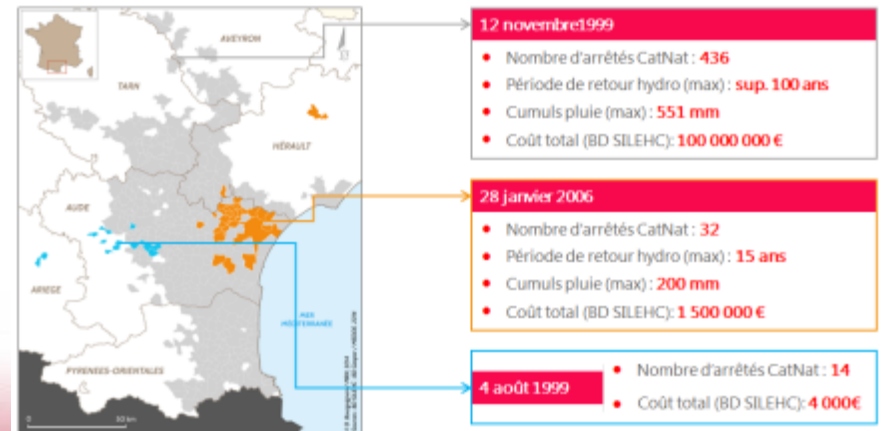 AVEYRON
TARN
HÉRAULT
AUDE
ARIEGE
MER
MÉDITERRANÉE
PYRENEES-ORIENTALES
0 50 km
12 novembre1999
• Nombre d'arrêtés CatNat : 436
• Période de retour hydro (max) : sup. 100 ans
• Cumuls pluie (max) : 551 mm
• Coût total (BD SILEHC): 100 000 000 €
28 janvier 2006
• Nombre d'arrêtés CatNat : 32
• Période de retour hydro (max) : 15 ans
• Cumuls pluie (max) : 200 mm
• Coût total (BD SILEHC): 1 500 000 €
4 août 1999
• Nombre d'arrêtés CatNat : 14
• Coût total (BD SILEHC): 4 000€